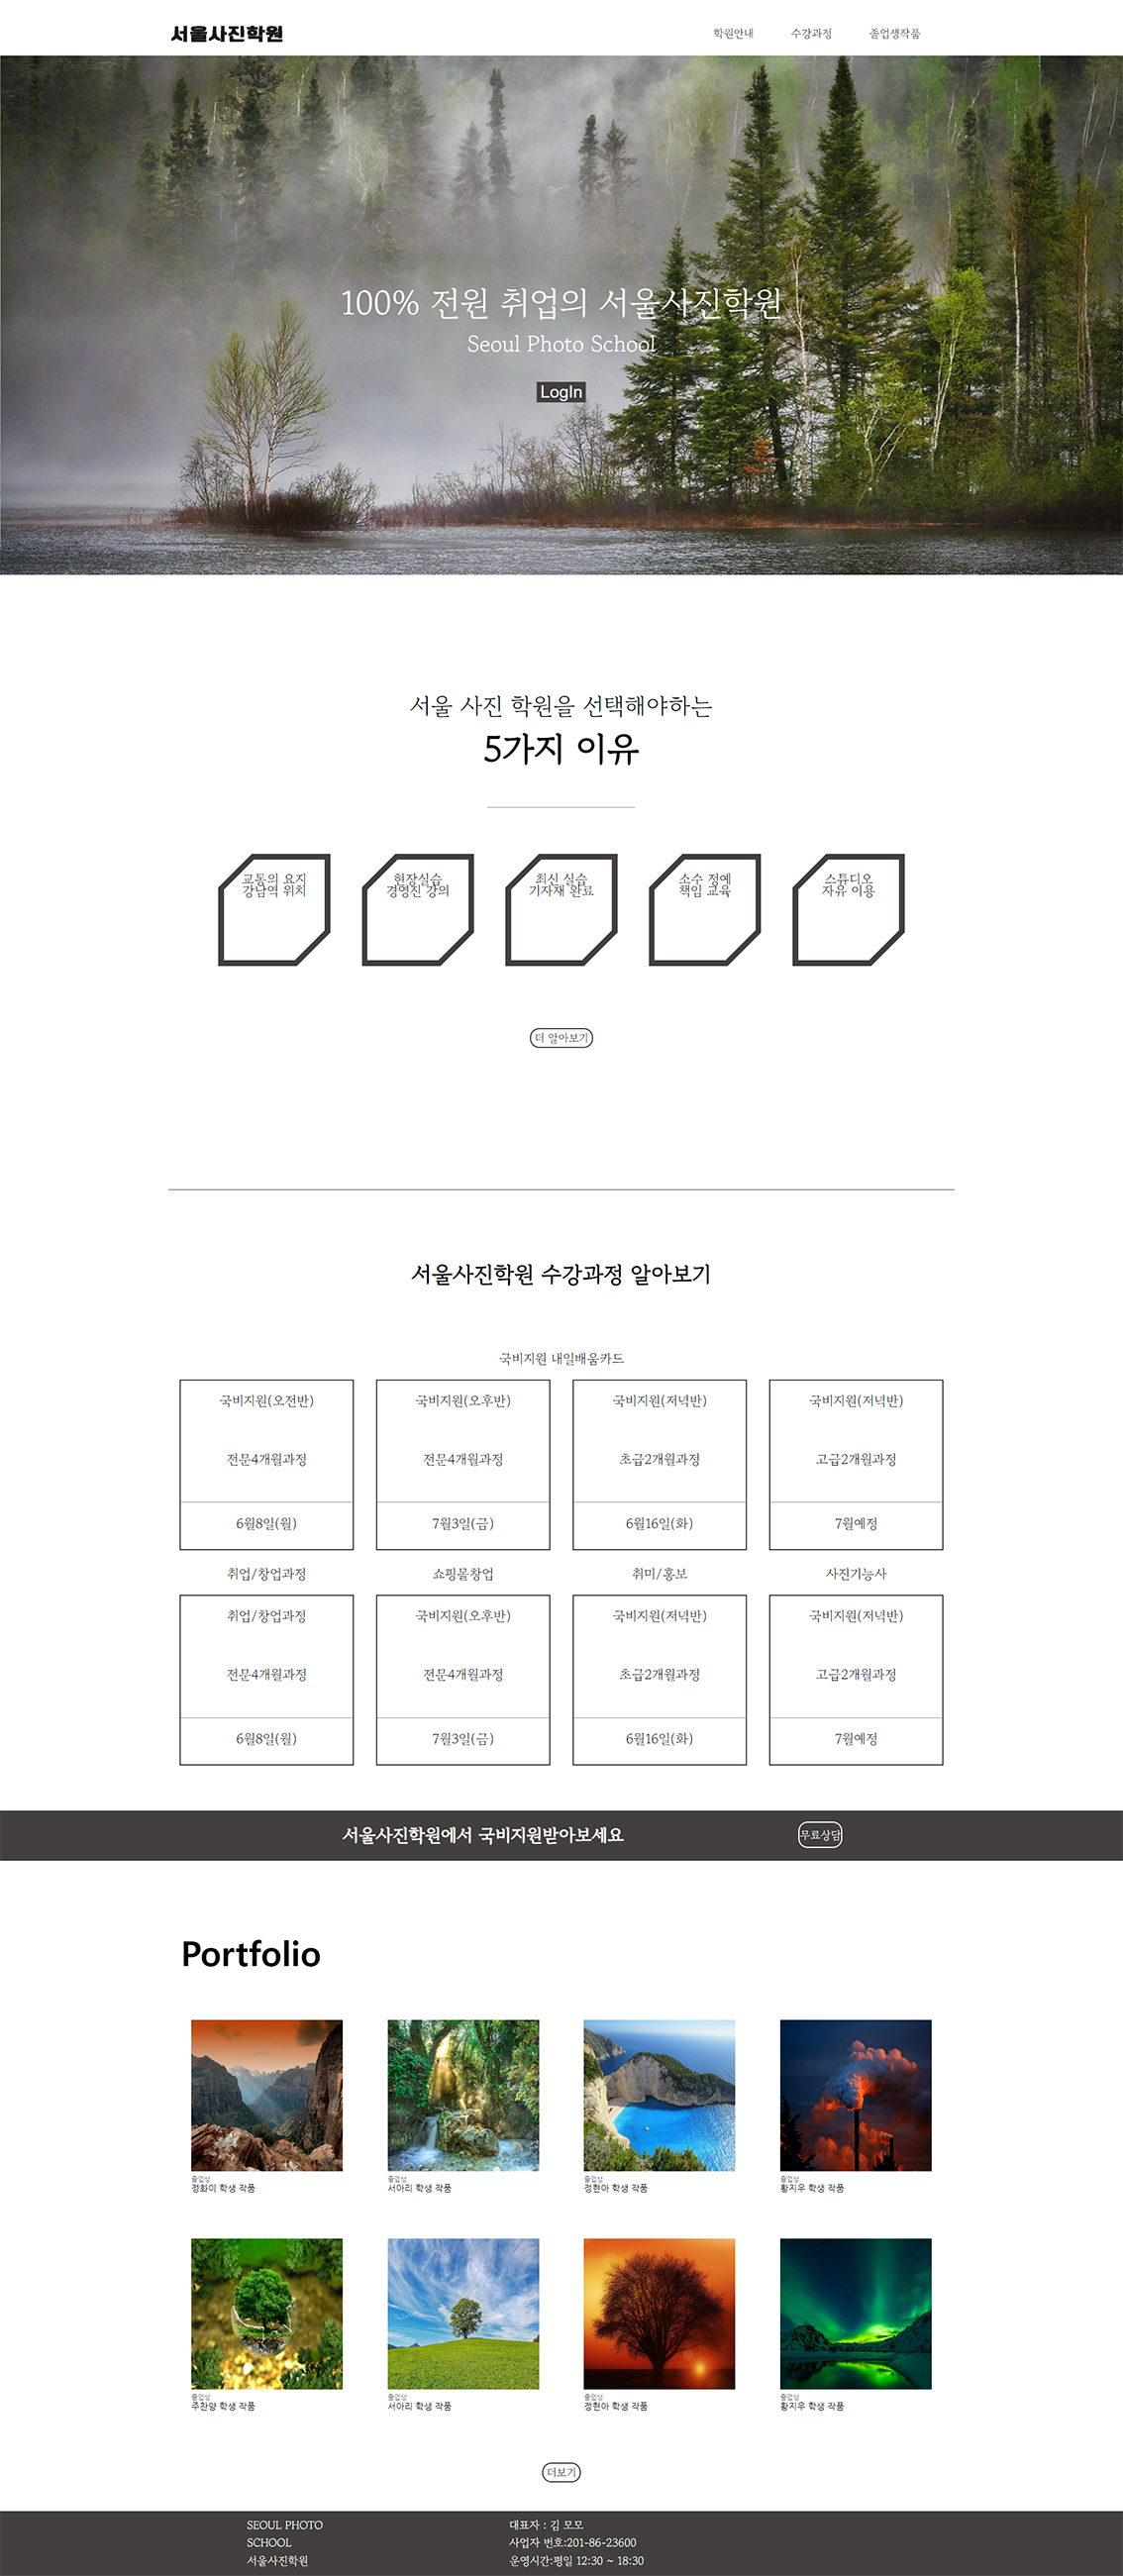 서울사진학원
학원안내 수강과정 졸업생작품
100% 전원 취업의 서울사진학원
Seoul Photo School
LogIn
서울 사진 학원을 선택해야하는
5가지 이유
교통의 요지
강남역 위치
현장실습
경영진 강의
최신 실습
기자재 완료
소수 정예
책임 교육
스튜디오
자유 이용
더 알아보기
서울사진학원 수강과정 알아보기
국비지원 내일배움카드
국비지원(오전반) 국비지원(오후반) 국비지원(저녁반) 국비지원(저녁반)
전문4개월과정 전문4개월과정 초급2개월과정 고급2개월과정
6월8일(월) 7월3일(금) 6월16일(화) 7월예정
취업/창업과정 쇼핑몰창업 취미/홍보 사진기능사
취업/창업과정 국비지원(오후반) 국비지원(저녁반) 국비지원(저녁반)
전문4개월과정 전문4개월과정 초급2개월과정 고급2개월과정
6월8일(월) 7월3일(금) 6월16일(화) 7월예정
서울사진학원에서 국비지원받아보세요 무료상담
Portfolio
졸업생 졸업생 졸업생 졸업생
정화이 학생 작품 서아리 학생 작품 정현아 학생 작품 황지우 학생 작품
졸업생 졸업생 졸업생 졸업생
주찬양 학생 작품 서아리 학생 작품 정현아 학생 작품 황지우 학생 작품
더보기
SEOUL PHOTO
SCHOOL
서울사진학원
대표자 : 김 모모
사업자 번호:201-86-23600
운영시간:평일 12:30 ~ 18:30